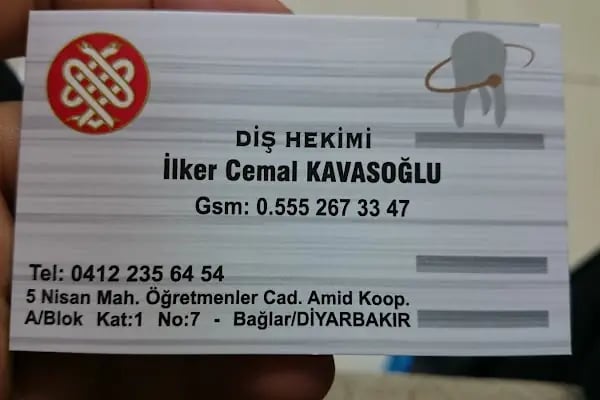 DİŞ HEKİMİ
İlker Cemal KAVASOĞLU
Gsm: 0.555 267 33 47
Tel: 0412 235 64 54
5 Nisan Mah. Öğretmenler Cad. Amid Koop.
A/Blok Kat:1 No:7 - Bağlar/DİYARBAKIR